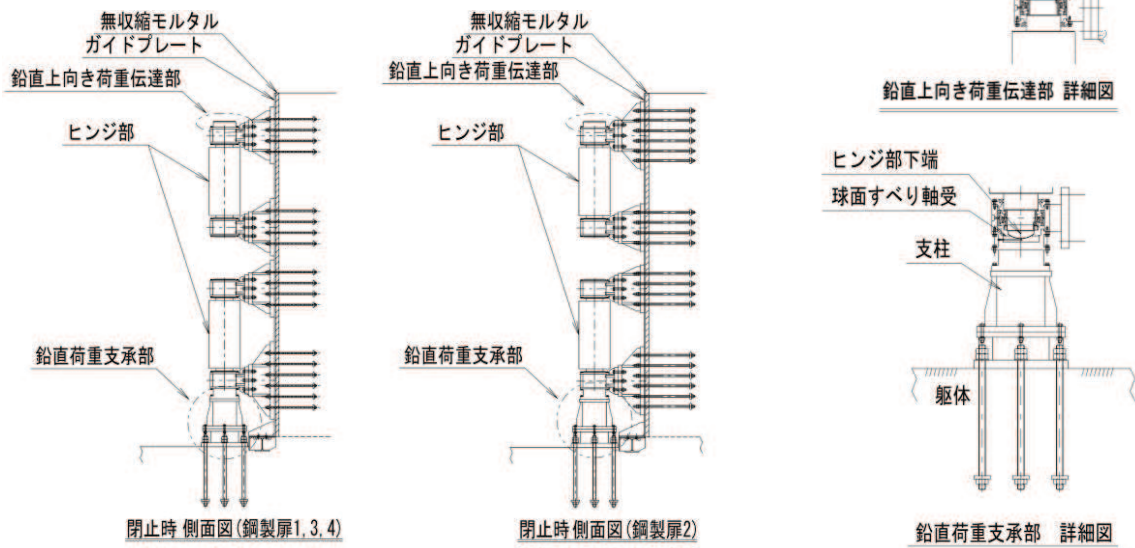 無収縮モルタル
ガイドプレート
鉛直上向き荷重伝達部
ヒンジ部
鉛直荷重支承部
閉止時 側面図(鋼製扉1,3,4)
無収縮モルタル
ガイドプレート
鉛直上向き荷重伝達部
ヒンジ部
鉛直荷重支承部
閉止時 側面図(鋼製扉2)
鉛直上向き荷重伝達部 詳細図
ヒンジ部下端
球面すべり軸受
支柱
躯体
鉛直荷重支承部 詳細図